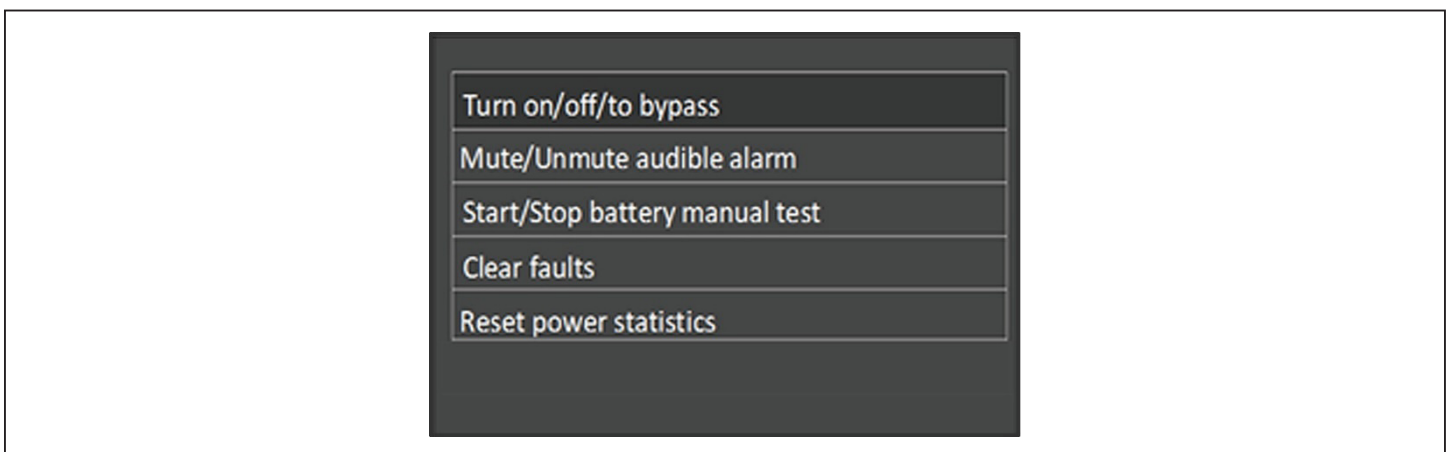 Turn on/off/to bypass
Mute/Unmute audible alarm
Start/Stop battery manual test
Clear faults
Reset power statistics